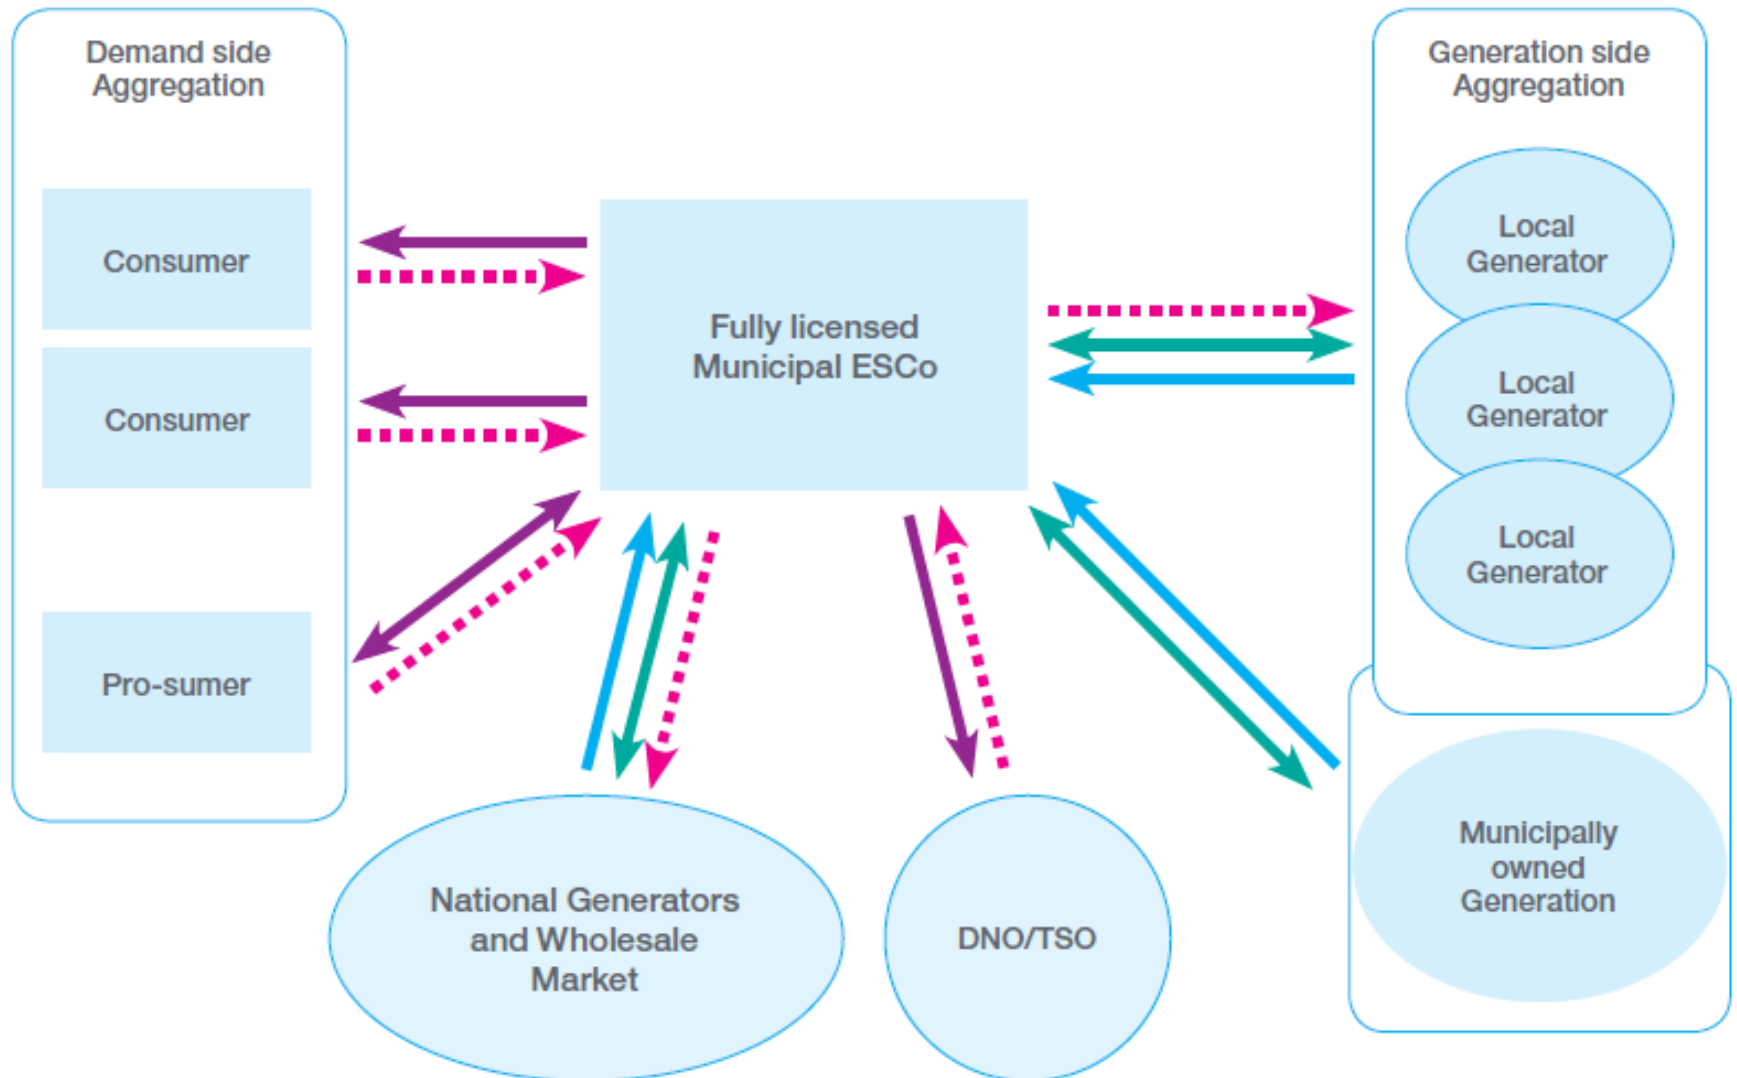 Demand side
Aggregation
Consumer
Consumer
Pro-sumer
Fully licensed
Municipal ESCo
National Generators
and Wholesale
Market
DNO/TSO
Generation side
Aggregation
Local
Generator
Local
Generator
Local
Generator
Municipally
owned
Generation